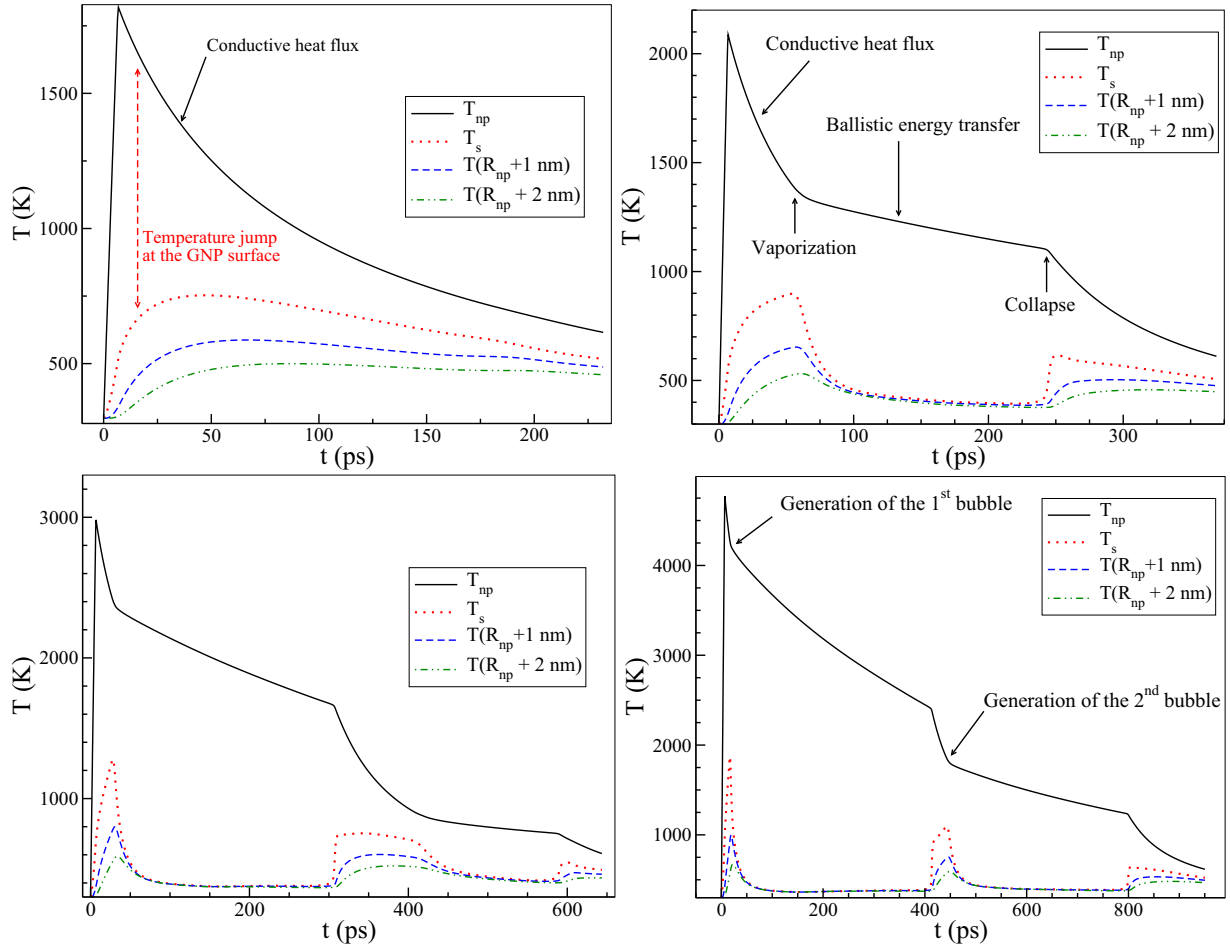 Conductive heat flux
Temperature jump
at the GNP surface
T_np
T_s
T(R_np+1 nm)
T(R_np + 2 nm)
T (K)
1500
1000
500
0
50
100
150
200
t (ps)
Conductive heat flux
Ballistic energy transfer
Vaporization
Collapse
T_np
T_s
T(R_np+1 nm)
T(R_np + 2 nm)
T (K)
2000
1500
1000
500
0
100
200
300
t (ps)
T_np
T_s
T(R_np+1 nm)
T(R_np + 2 nm)
T (K)
3000
2000
1000
0
200
400
600
t (ps)
Generation of the 1st bubble
Generation of the 2nd bubble
T_np
T_s
T(R_np+1 nm)
T(R_np + 2 nm)
T (K)
4000
3000
2000
1000
0
200
400
600
800
t (ps)